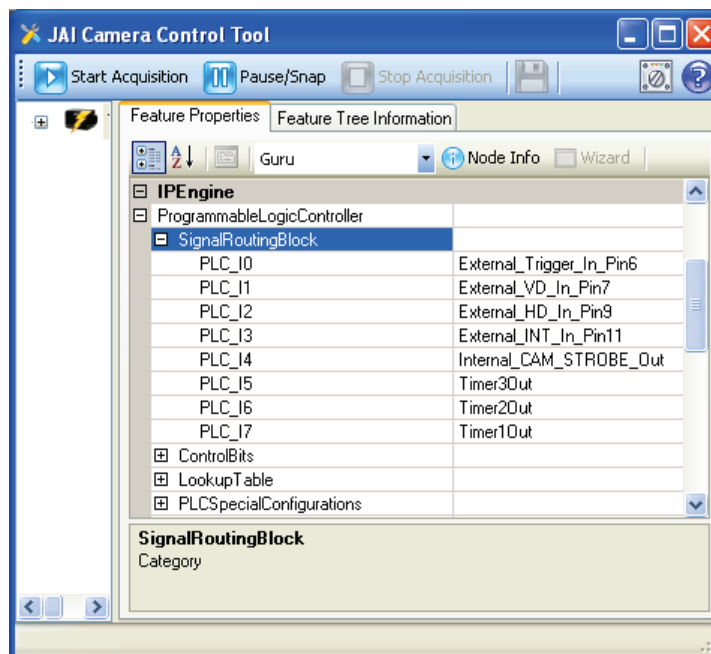 JAI Camera Control Tool
Start Acquisition Pause/Snap Stop Acquisition
Feature Properties Feature Tree Information
Guru Node Info Wizard
IPEngine
ProgrammableLogicController
SignalRoutingBlock
PLC_I0 External_Trigger_In_Pin6
PLC_I1 External_VD_In_Pin7
PLC_I2 External_HD_In_Pin9
PLC_I3 External_INT_In_Pin11
PLC_I4 Internal_CAM_STROBE_Out
PLC_I5 Timer3Out
PLC_I6 Timer2Out
PLC_I7 Timer1Out
ControlBits
LookupTable
PLCSpecialConfigurations
SignalRoutingBlock
Category